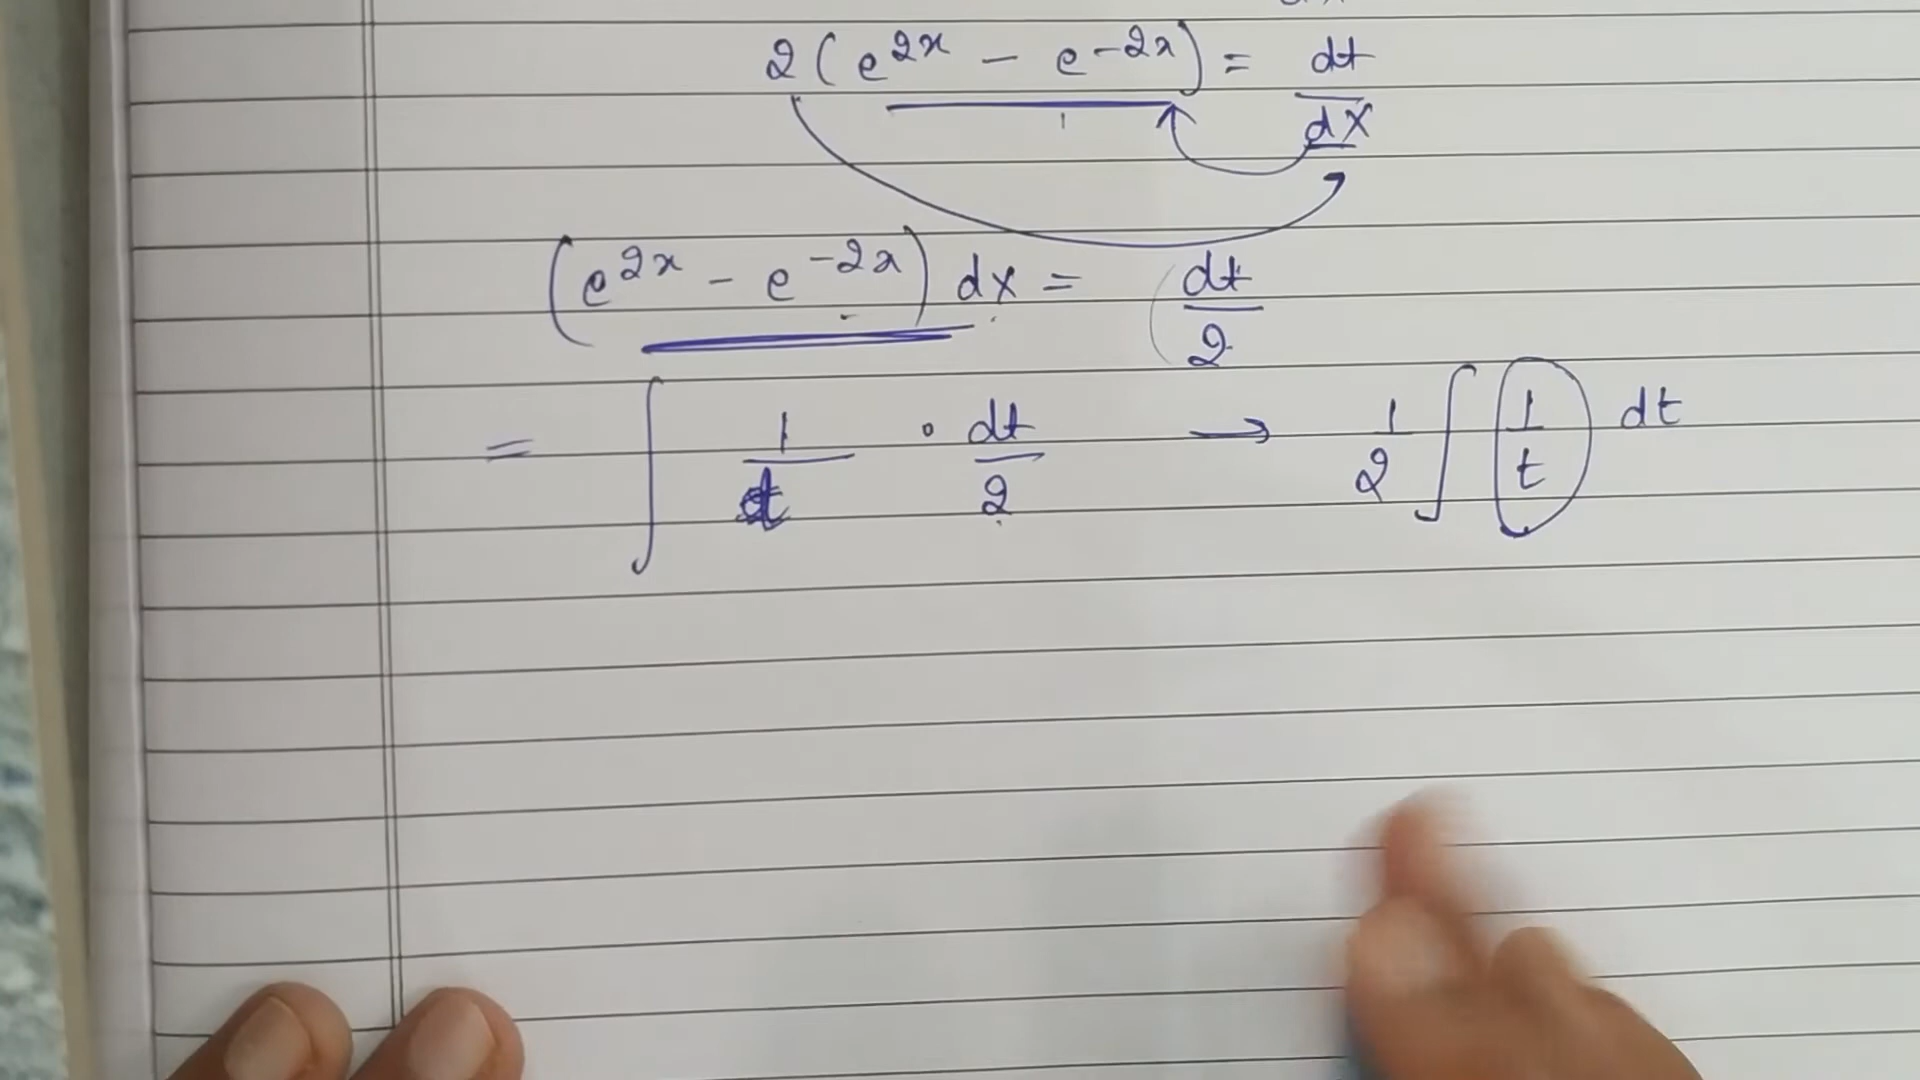 2(e^{2x} - e^{-2x}) = dt/dx
(e^{2x} - e^{-2x}) dx = dt/2
= ∫ 1/t · dt/2 → 1/2 ∫ 1/t dt